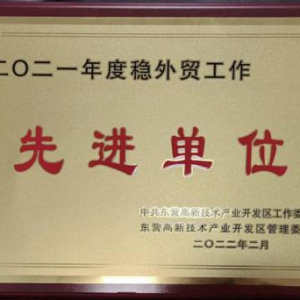 二〇二一年度稳外贸工作
先进单位
中共东营高新技术产业开发区工作委
东营高新技术产业开发区管理委
二〇二二年二月